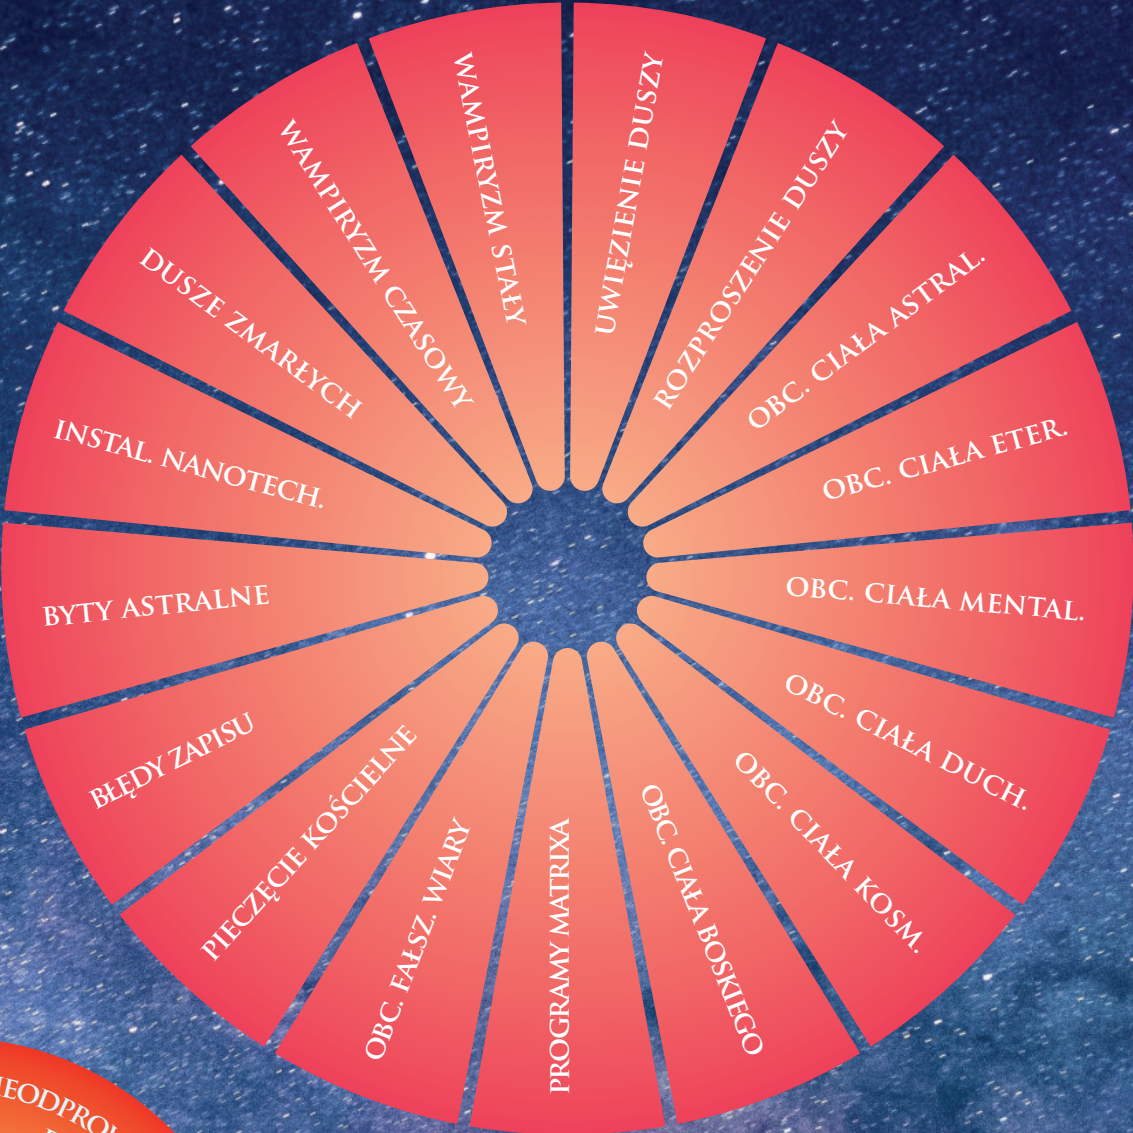 UWIĘZIENIE DUSZY
ROZPROSZENIE DUSZY
OBC. CIAŁA ASTRAL.
OBC. CIAŁA ETER.
OBC. CIAŁA MENTAL.
OBC. CIAŁA DUCH.
OBC. CIAŁA KOSM.
OBC. CIAŁA BOSKIEGO
PROGRAMY MATRIXA
OBC. FAŁSZ. WIARY
PIECZĘCIE KOŚCIELNE
BŁĘDY ZAPISU
BYTY ASTRALNE
INSTAL. NANOTECH.
DUSZE ZMARŁYCH
WAMPIRYZM CZASOWY
WAMPIRYZM STAŁY